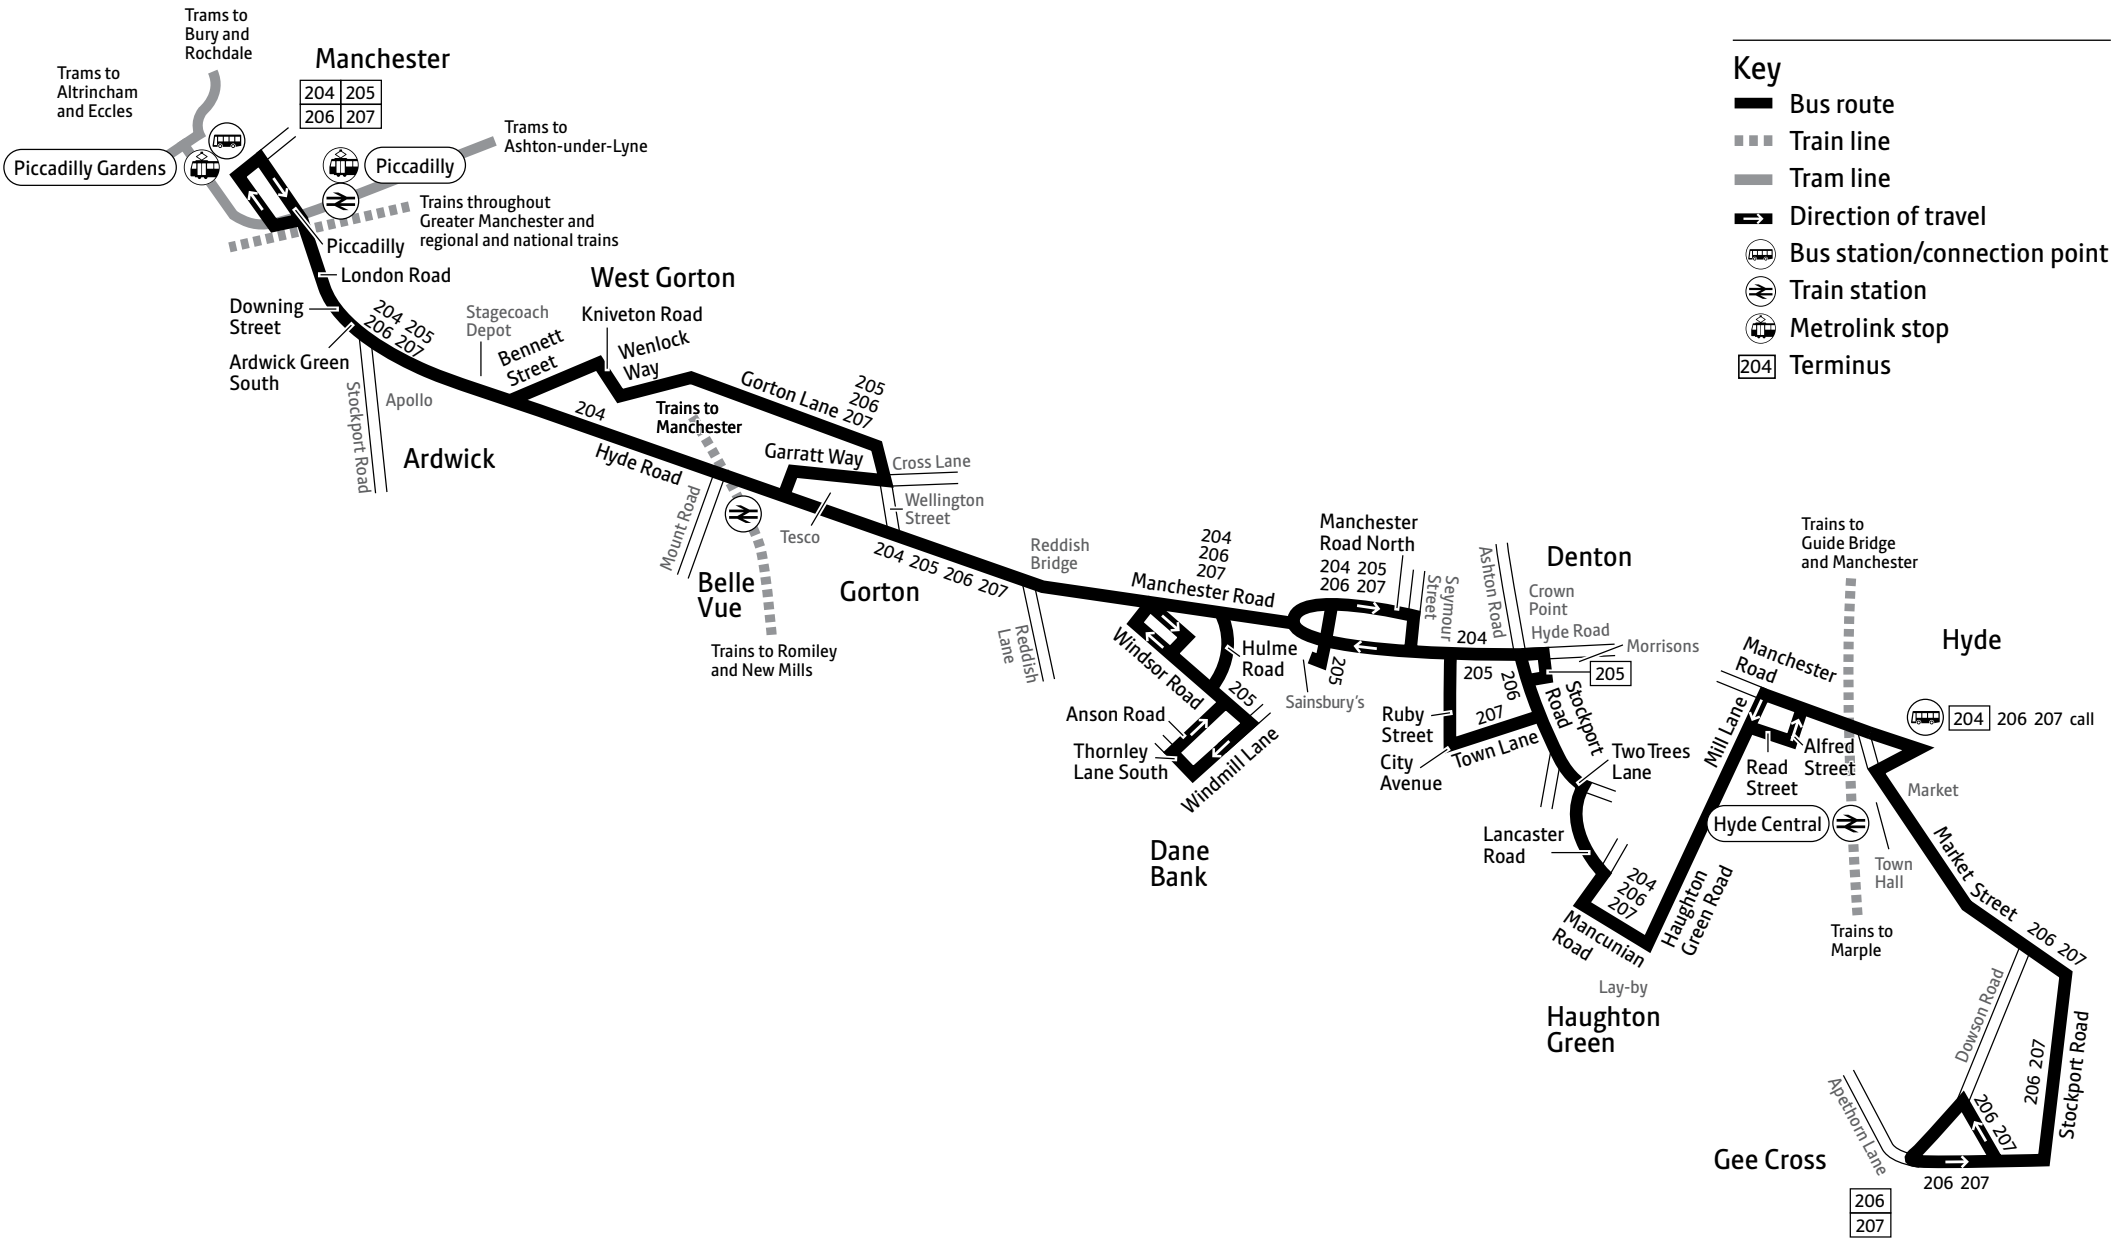 Trams to
Bury and
Rochdale
Trams to
Altrincham
and Eccles
Manchester
204 205
206 207
Trams to
Ashton-under-Lyne
Piccadilly Gardens
Piccadilly
Trains throughout
Greater Manchester and
regional and national trains
Piccadilly
London Road
Downing
Street
Ardwick Green
South
204 205
206 207
Stockport Road
Apollo
Ardwick
Stagecoach
Depot
Bennett
Street
West Gorton
Kniveton Road
Wenlock
Way
Gorton Lane
205
206
207
204
Hyde Road
Trains to
Manchester
Garratt Way
Cross Lane
Wellington
Street
Mount Road
Tesco
Belle
Vue
Trains to Romiley
and New Mills
Gorton
204 205 206 207
Reddish
Bridge
Reddish
Lane
204
206
207
Manchester Road
Windsor Road
Hulme
Road
205
Anson Road
Thornley
Lane South
Windmill Lane
Dane
Bank
Manchester
Road North
204 205
206 207
Seymour
Street
205
Sainsbury's
Ashton Road
Denton
Crown
Point
Hyde Road
Morrisons
204
205
205
206
207
Ruby
Street
City
Avenue
Town Lane
Stockport
Road
Two Trees
Lane
Lancaster
Road
204
206
207
Mancunian
Road
Haughton
Green Road
Lay-by
Haughton
Green
Mill Lane
Manchester
Road
Read
Street
Alfred
Street
Trains to
Guide Bridge
and Manchester
Hyde
204 206 207 call
Hyde Central
Market
Town
Hall
Trains to
Marple
Market Street
206 207
Dowson Road
206 207
Stockport Road
206 207
Apethorn Lane
Gee Cross
206 207
206
207
Key
Bus route
Train line
Tram line
Direction of travel
Bus station/connection point
Train station
Metrolink stop
204 Terminus